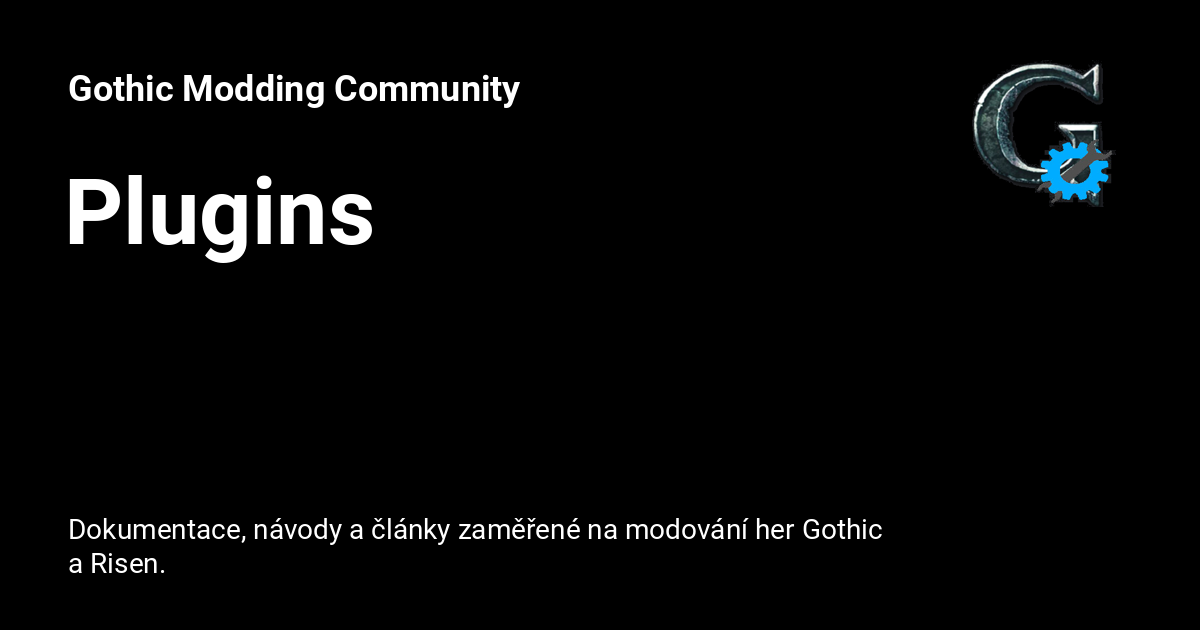 Gothic Modding Community
Plugins
Dokumentace, návody a články zaměřené na modování her Gothic
a Risen.